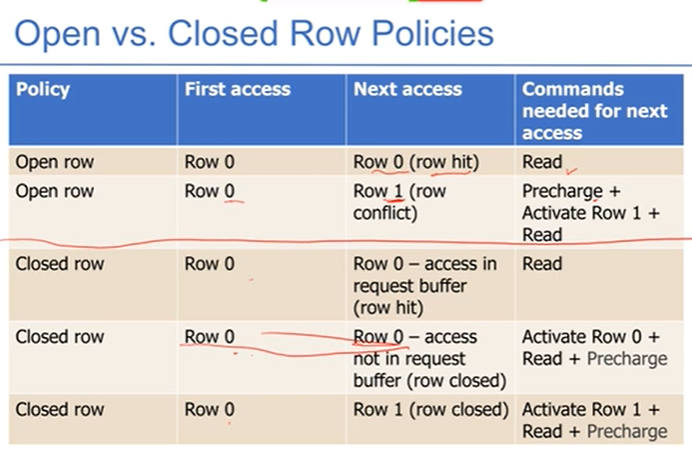 Open vs. Closed Row Policies
Policy First access Next access Commands
needed for next
access
Open row Row 0 Row 0 (row hit) Read
Open row Row 0 Row 1 (row Precharge +
conflict) Activate Row 1 +
Read
Closed row Row 0 Row 0 – access in Read
request buffer
(row hit)
Closed row Row 0 Row 0 – access Activate Row 0 +
not in request Read + Precharge
buffer (row closed)
Closed row Row 0 Row 1 (row closed) Activate Row 1 +
Read + Precharge